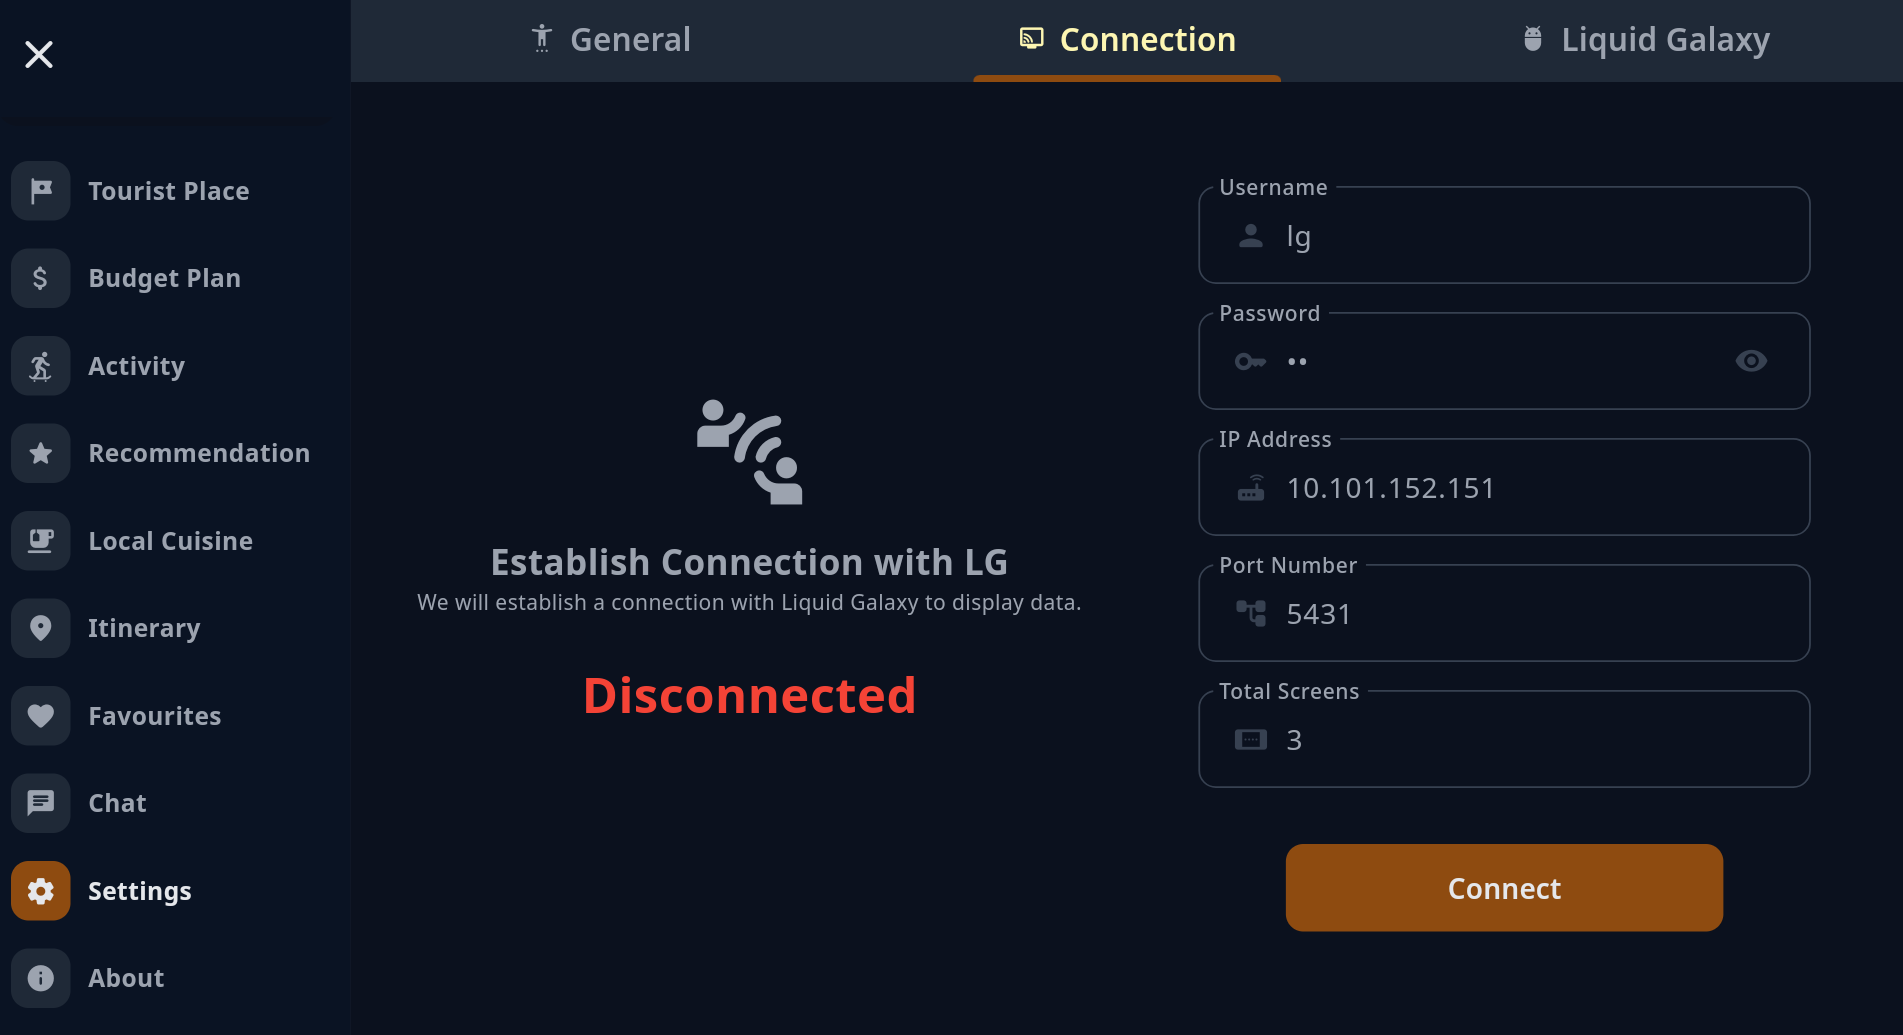 General
Connection
Liquid Galaxy
Tourist Place
Budget Plan
Activity
Recommendation
Local Cuisine
Itinerary
Favourites
Chat
Settings
About
Establish Connection with LG
We will establish a connection with Liquid Galaxy to display data.
Disconnected
Username
lg
Password
••
IP Address
10.101.152.151
Port Number
5431
Total Screens
3
Connect